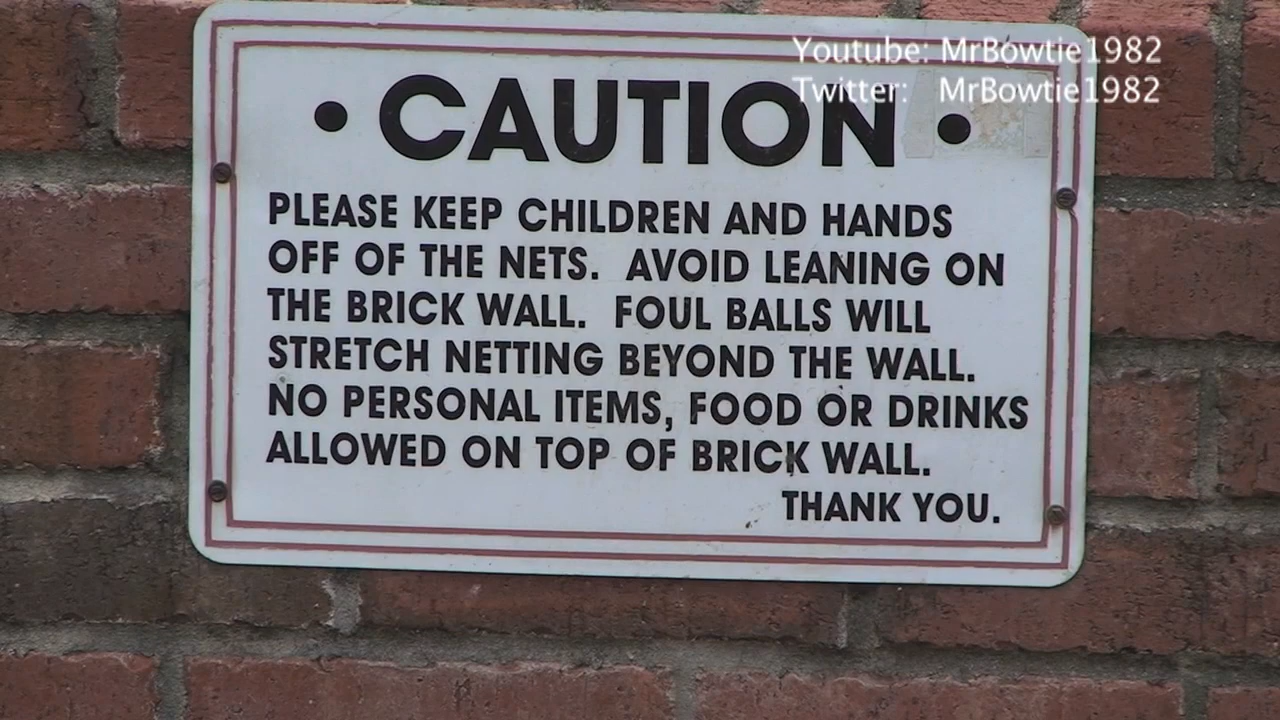 Youtube: MrBowtie1982
Twitter: MrBowtie1982
• CAUTION •
PLEASE KEEP CHILDREN AND HANDS
OFF OF THE NETS. AVOID LEANING ON
THE BRICK WALL. FOUL BALLS WILL
STRETCH NETTING BEYOND THE WALL.
NO PERSONAL ITEMS, FOOD OR DRINKS
ALLOWED ON TOP OF BRICK WALL.
THANK YOU.